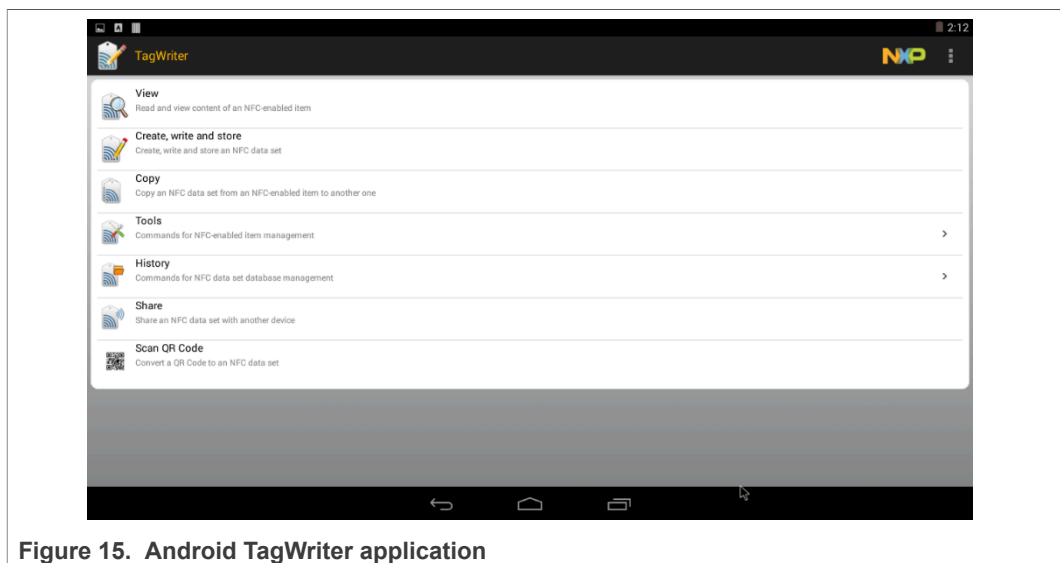 2:12
TagWriter
NXP
View
Read and view content of an NFC-enabled item
Create, write and store
Create, write and store an NFC data set
Copy
Copy an NFC data set from an NFC-enabled item to another one
Tools
Commands for NFC-enabled item management
History
Commands for NFC data set database management
Share
Share an NFC data set with another device
Scan QR Code
Convert a QR Code to an NFC data set
Figure 15. Android TagWriter application